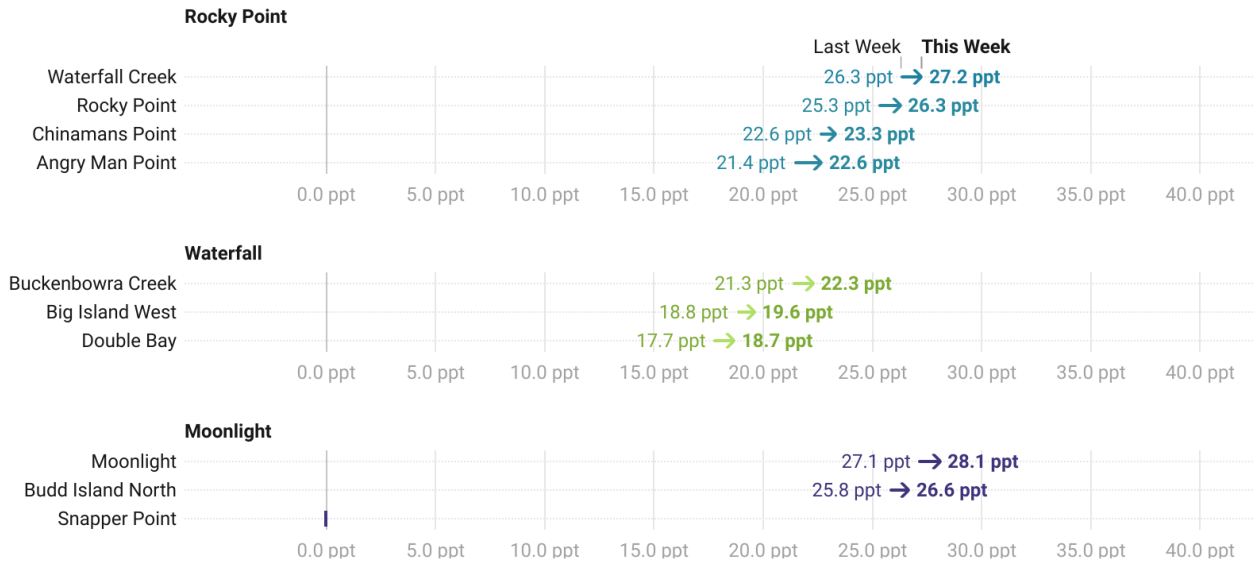 Rocky Point
Last Week This Week
Waterfall Creek 26.3 ppt 27.2 ppt
Rocky Point 25.3 ppt 26.3 ppt
Chinamans Point 22.6 ppt 23.3 ppt
Angry Man Point 21.4 ppt 22.6 ppt
0.0 ppt 5.0 ppt 10.0 ppt 15.0 ppt 20.0 ppt 25.0 ppt 30.0 ppt 35.0 ppt 40.0 ppt
Waterfall
Buckenbowra Creek 21.3 ppt 22.3 ppt
Big Island West 18.8 ppt 19.6 ppt
Double Bay 17.7 ppt 18.7 ppt
0.0 ppt 5.0 ppt 10.0 ppt 15.0 ppt 20.0 ppt 25.0 ppt 30.0 ppt 35.0 ppt 40.0 ppt
Moonlight
Moonlight 27.1 ppt 28.1 ppt
Budd Island North 25.8 ppt 26.6 ppt
Snapper Point
0.0 ppt 5.0 ppt 10.0 ppt 15.0 ppt 20.0 ppt 25.0 ppt 30.0 ppt 35.0 ppt 40.0 ppt